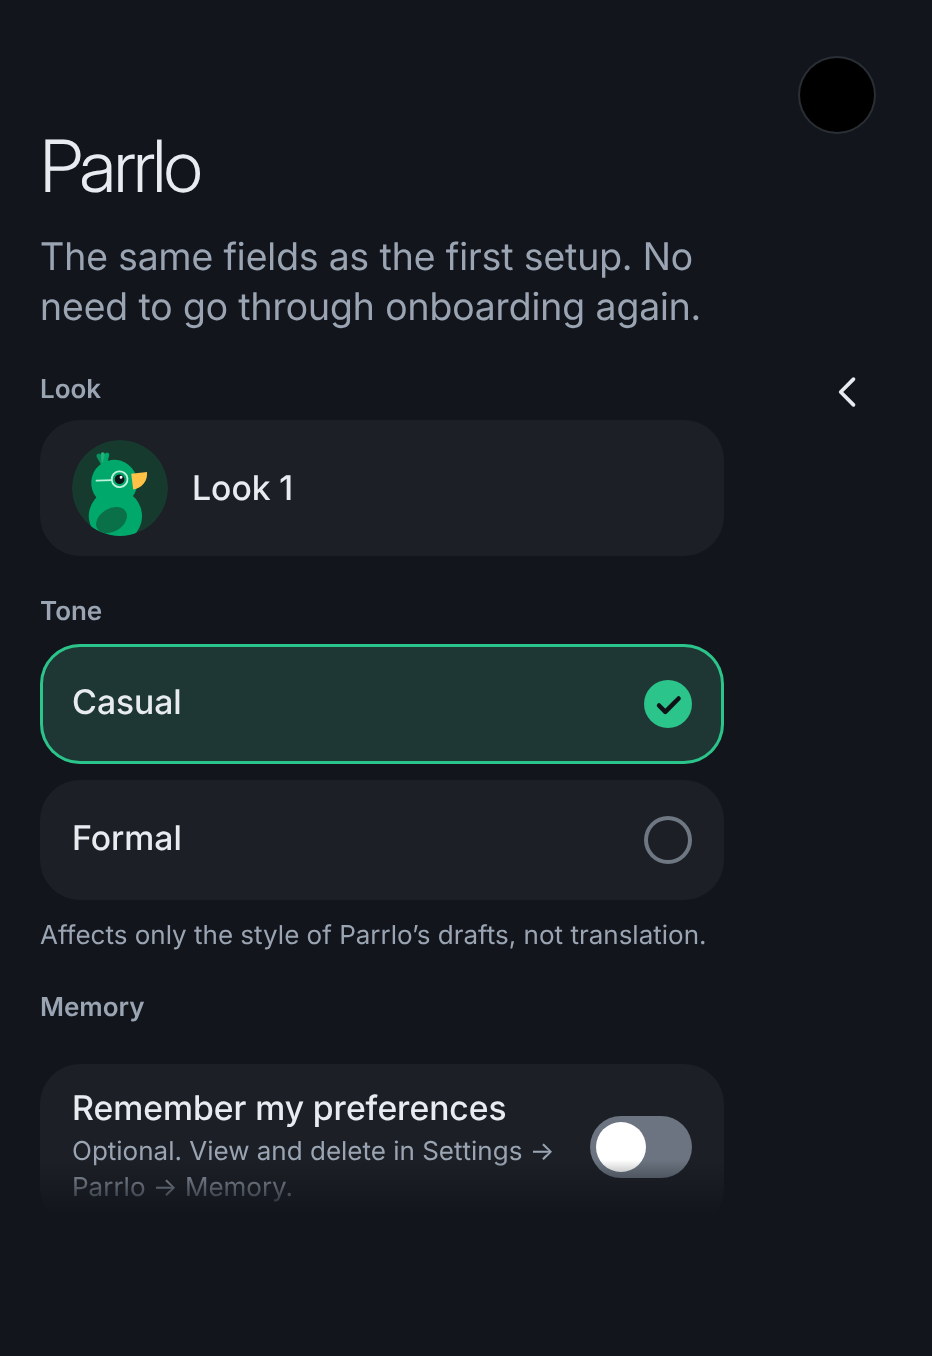 Parrlo
The same fields as the first setup. No
need to go through onboarding again.
Look
Look 1
Tone
Casual
Formal
Affects only the style of Parrlo’s drafts, not translation.
Memory
Remember my preferences
Optional. View and delete in Settings →
Parrlo → Memory.